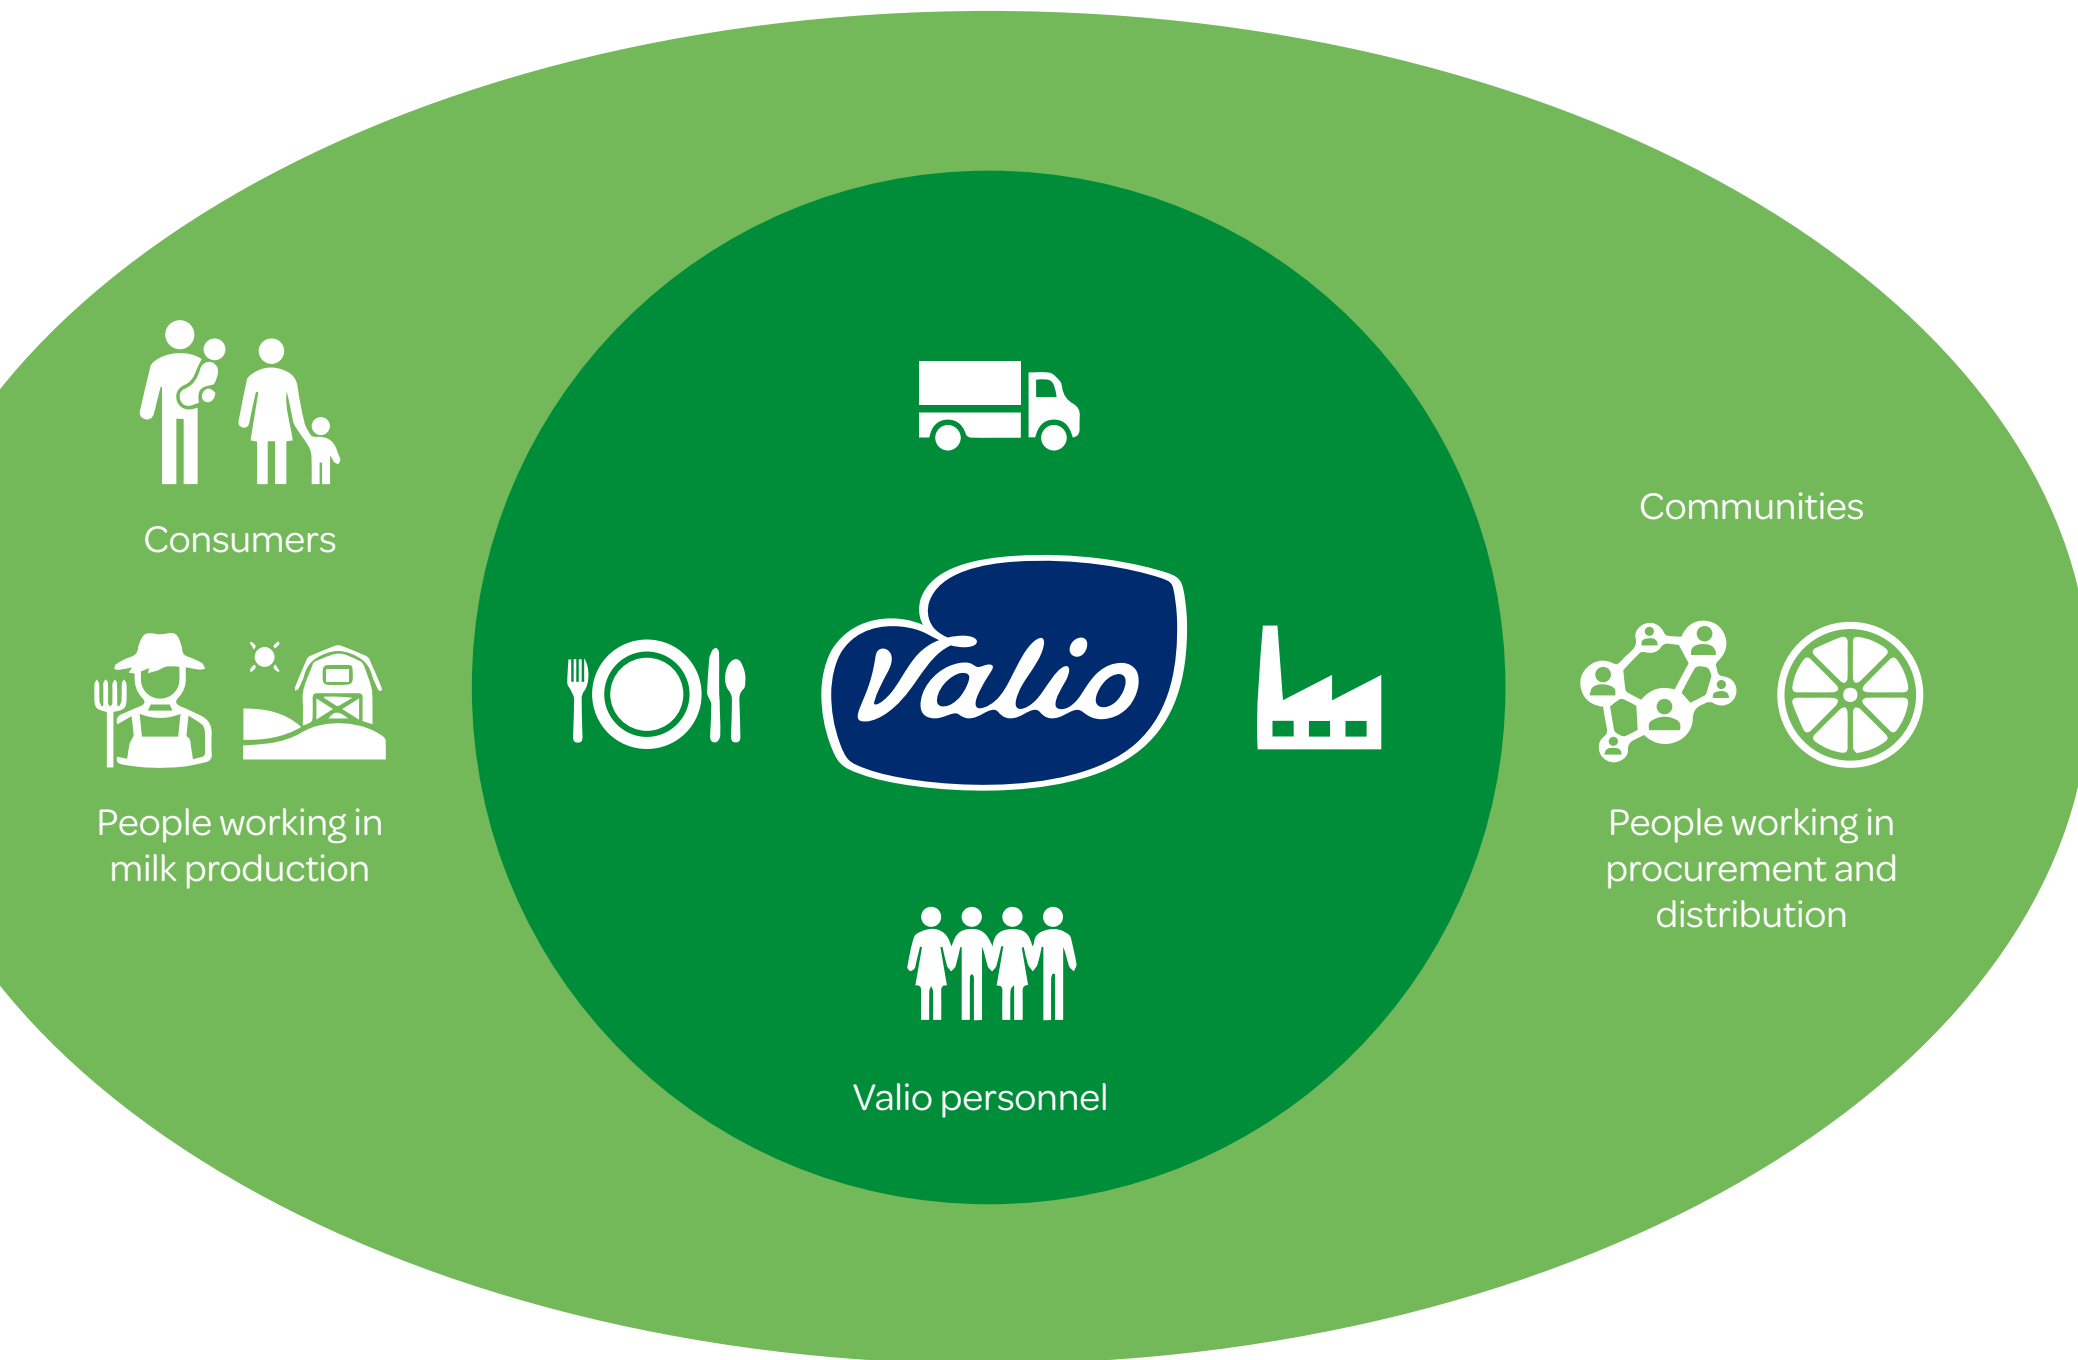 Consumers
People working in
milk production
Valio
Valio personnel
Communities
People working in
procurement and
distribution